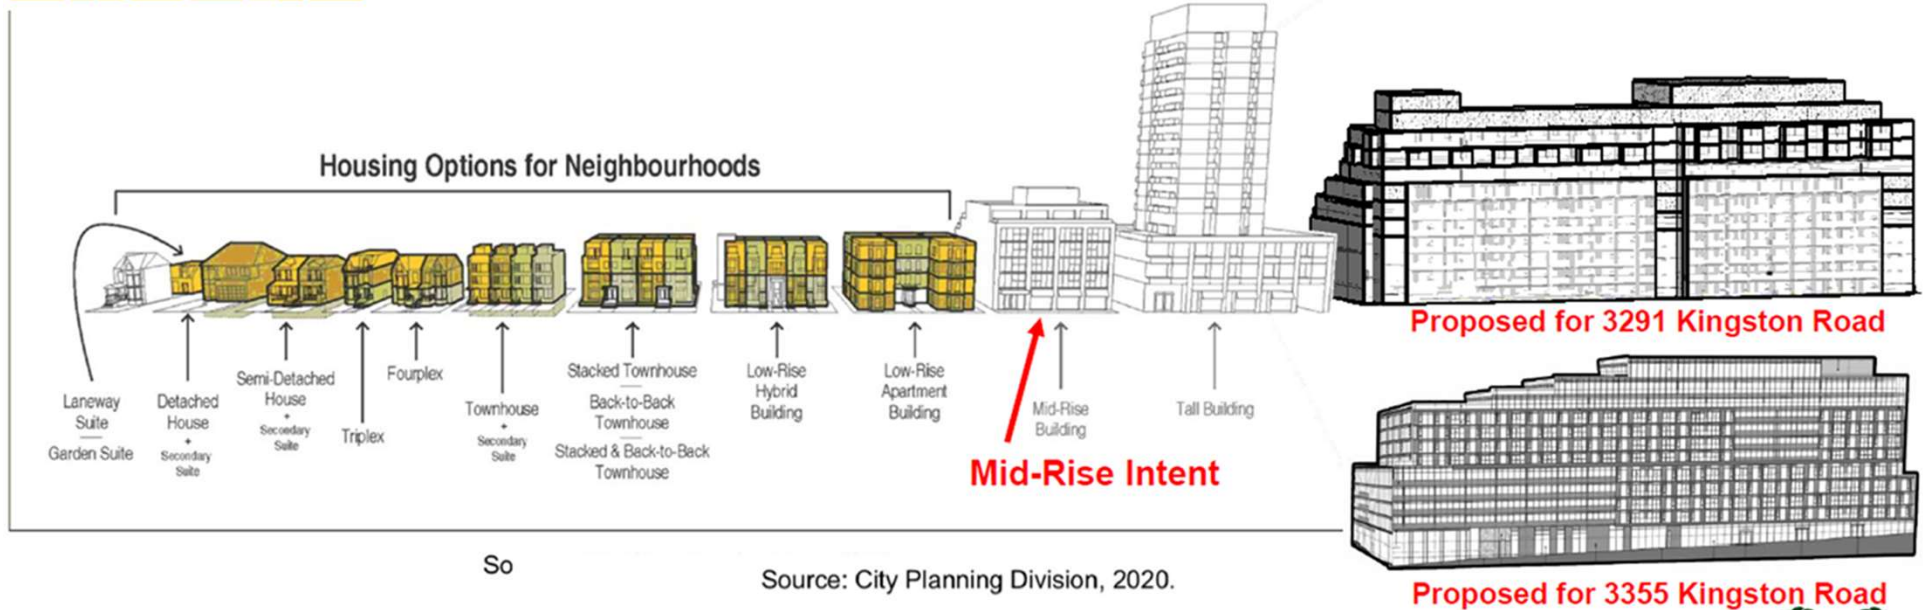 Housing Options for Neighbourhoods
Laneway
Suite
Garden Suite
Detached
House
+
Secondary
Suite
Semi-Detached
House
+
Secondary
Suite
Triplex
Fourplex
Townhouse
+
Secondary
Suite
Stacked Townhouse
Back-to-Back
Townhouse
Stacked & Back-to-Back
Townhouse
Low-Rise
Hybrid
Building
Low-Rise
Apartment
Building
Mid-Rise
Building
Tall Building
Mid-Rise Intent
Proposed for 3291 Kingston Road
Proposed for 3355 Kingston Road
So
Source: City Planning Division, 2020.